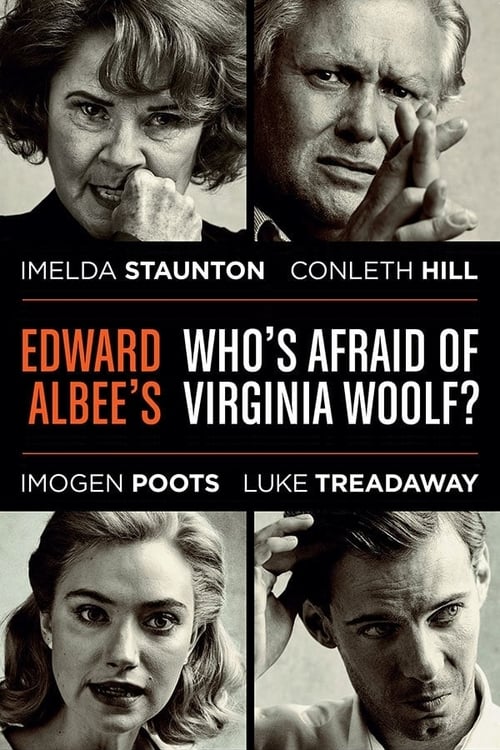 IMELDA STAUNTON CONLETH HILL
EDWARD ALBEE'S
WHO'S AFRAID OF VIRGINIA WOOLF?
IMOGEN POOTS LUKE TREADAWAY